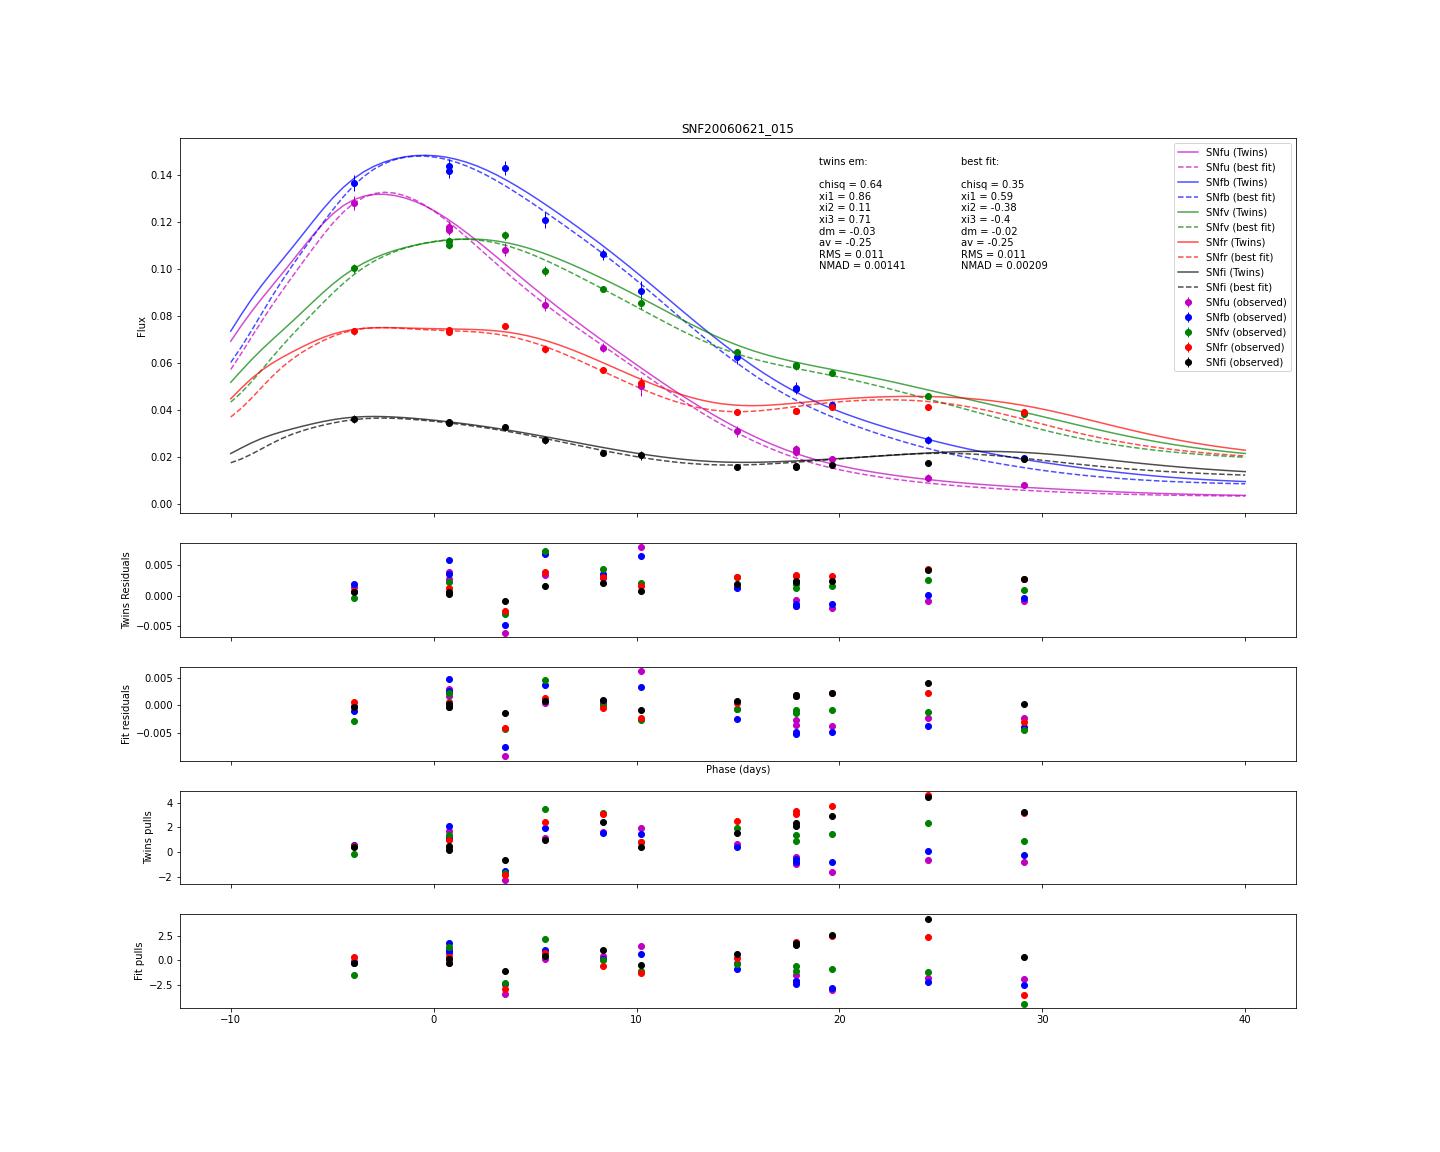 SNF20060621_015
Flux
0.14
0.12
0.10
0.08
0.06
0.04
0.02
0.00
twins em:
chisq = 0.64
xi1 = 0.86
xi2 = 0.11
xi3 = 0.71
dm = -0.03
av = -0.25
RMS = 0.011
NMAD = 0.00141
best fit:
chisq = 0.35
xi1 = 0.59
xi2 = -0.38
xi3 = -0.4
dm = -0.02
av = -0.25
RMS = 0.011
NMAD = 0.00209
SNfu (Twins)
SNfu (best fit)
SNfb (Twins)
SNfb (best fit)
SNfv (Twins)
SNfv (best fit)
SNfr (Twins)
SNfr (best fit)
SNfi (Twins)
SNfi (best fit)
SNfu (observed)
SNfb (observed)
SNfv (observed)
SNfr (observed)
SNfi (observed)
Twins Residuals
0.005
0.000
−0.005
Fit residuals
0.005
0.000
−0.005
Phase (days)
Twins pulls
4
2
0
−2
Fit pulls
2.5
0.0
−2.5
−10
0
10
20
30
40